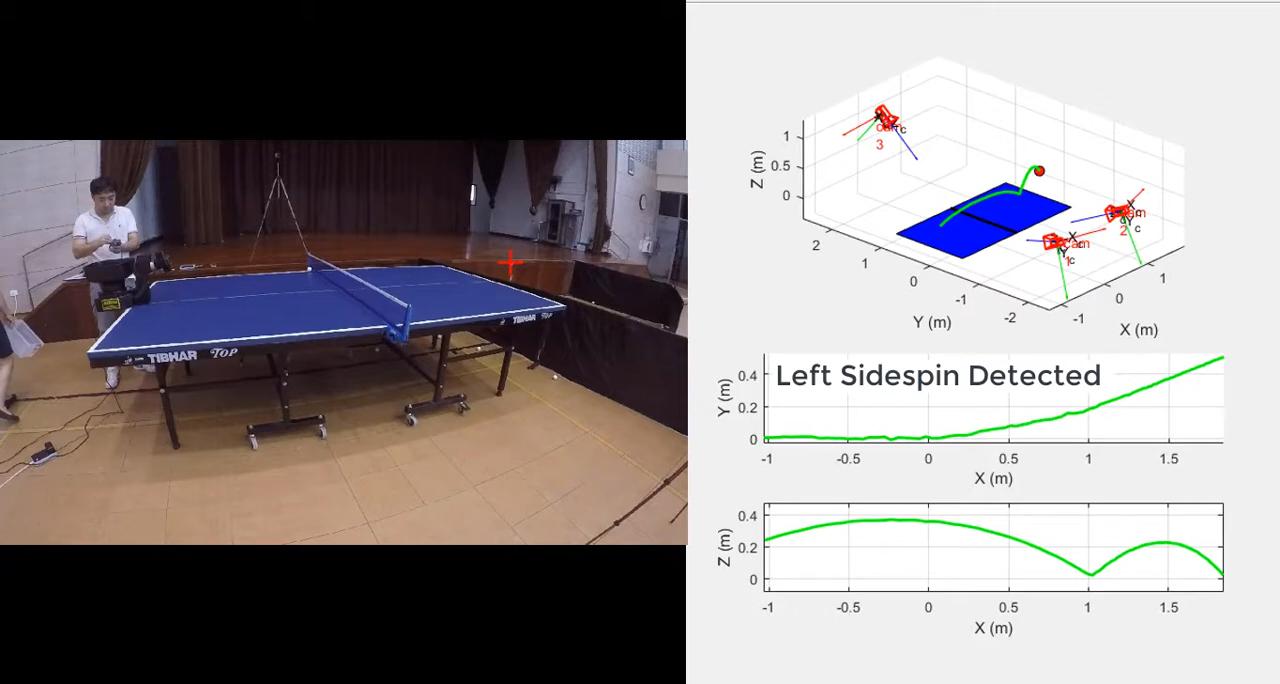 TIBHAR TOP
TIBHAR TOP
Z (m)
1
0.5
0
2
1
0
-1
-2
Y (m)
-1
0
1
X (m)
cam
3
X
c
cam
2
X
c
Y
c
cam
1
X
c
Y
c
Left Sidespin Detected
Y (m)
0.4
0.2
0
-1 -0.5 0 0.5 1 1.5
X (m)
Z (m)
0.4
0.2
0
-1 -0.5 0 0.5 1 1.5
X (m)